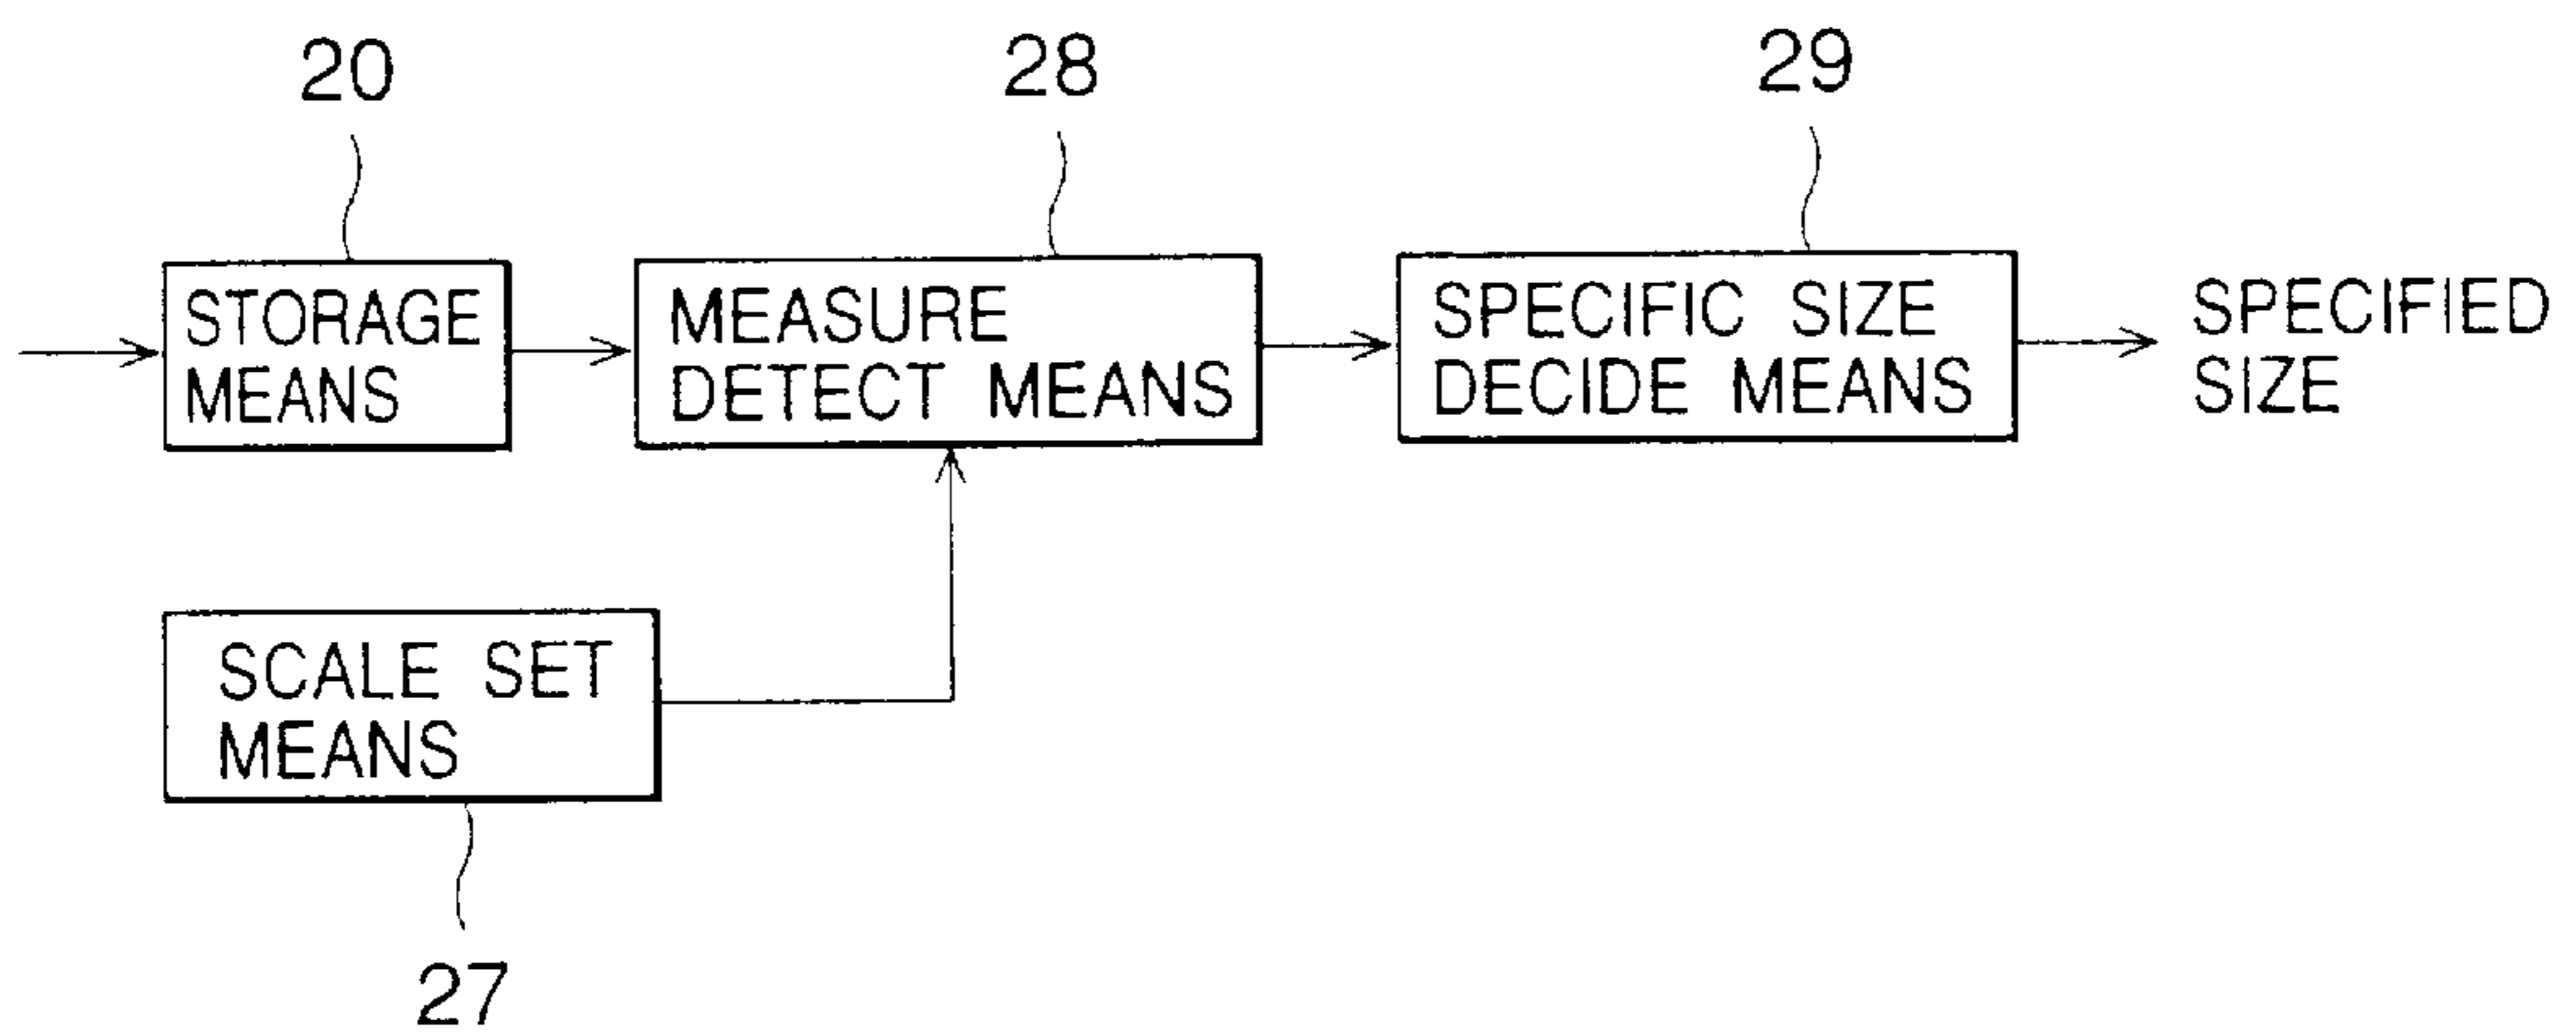 20
28
29
STORAGE
MEANS
MEASURE
DETECT MEANS
SPECIFIC SIZE
DECIDE MEANS
SPECIFIED
SIZE
SCALE SET
MEANS
27